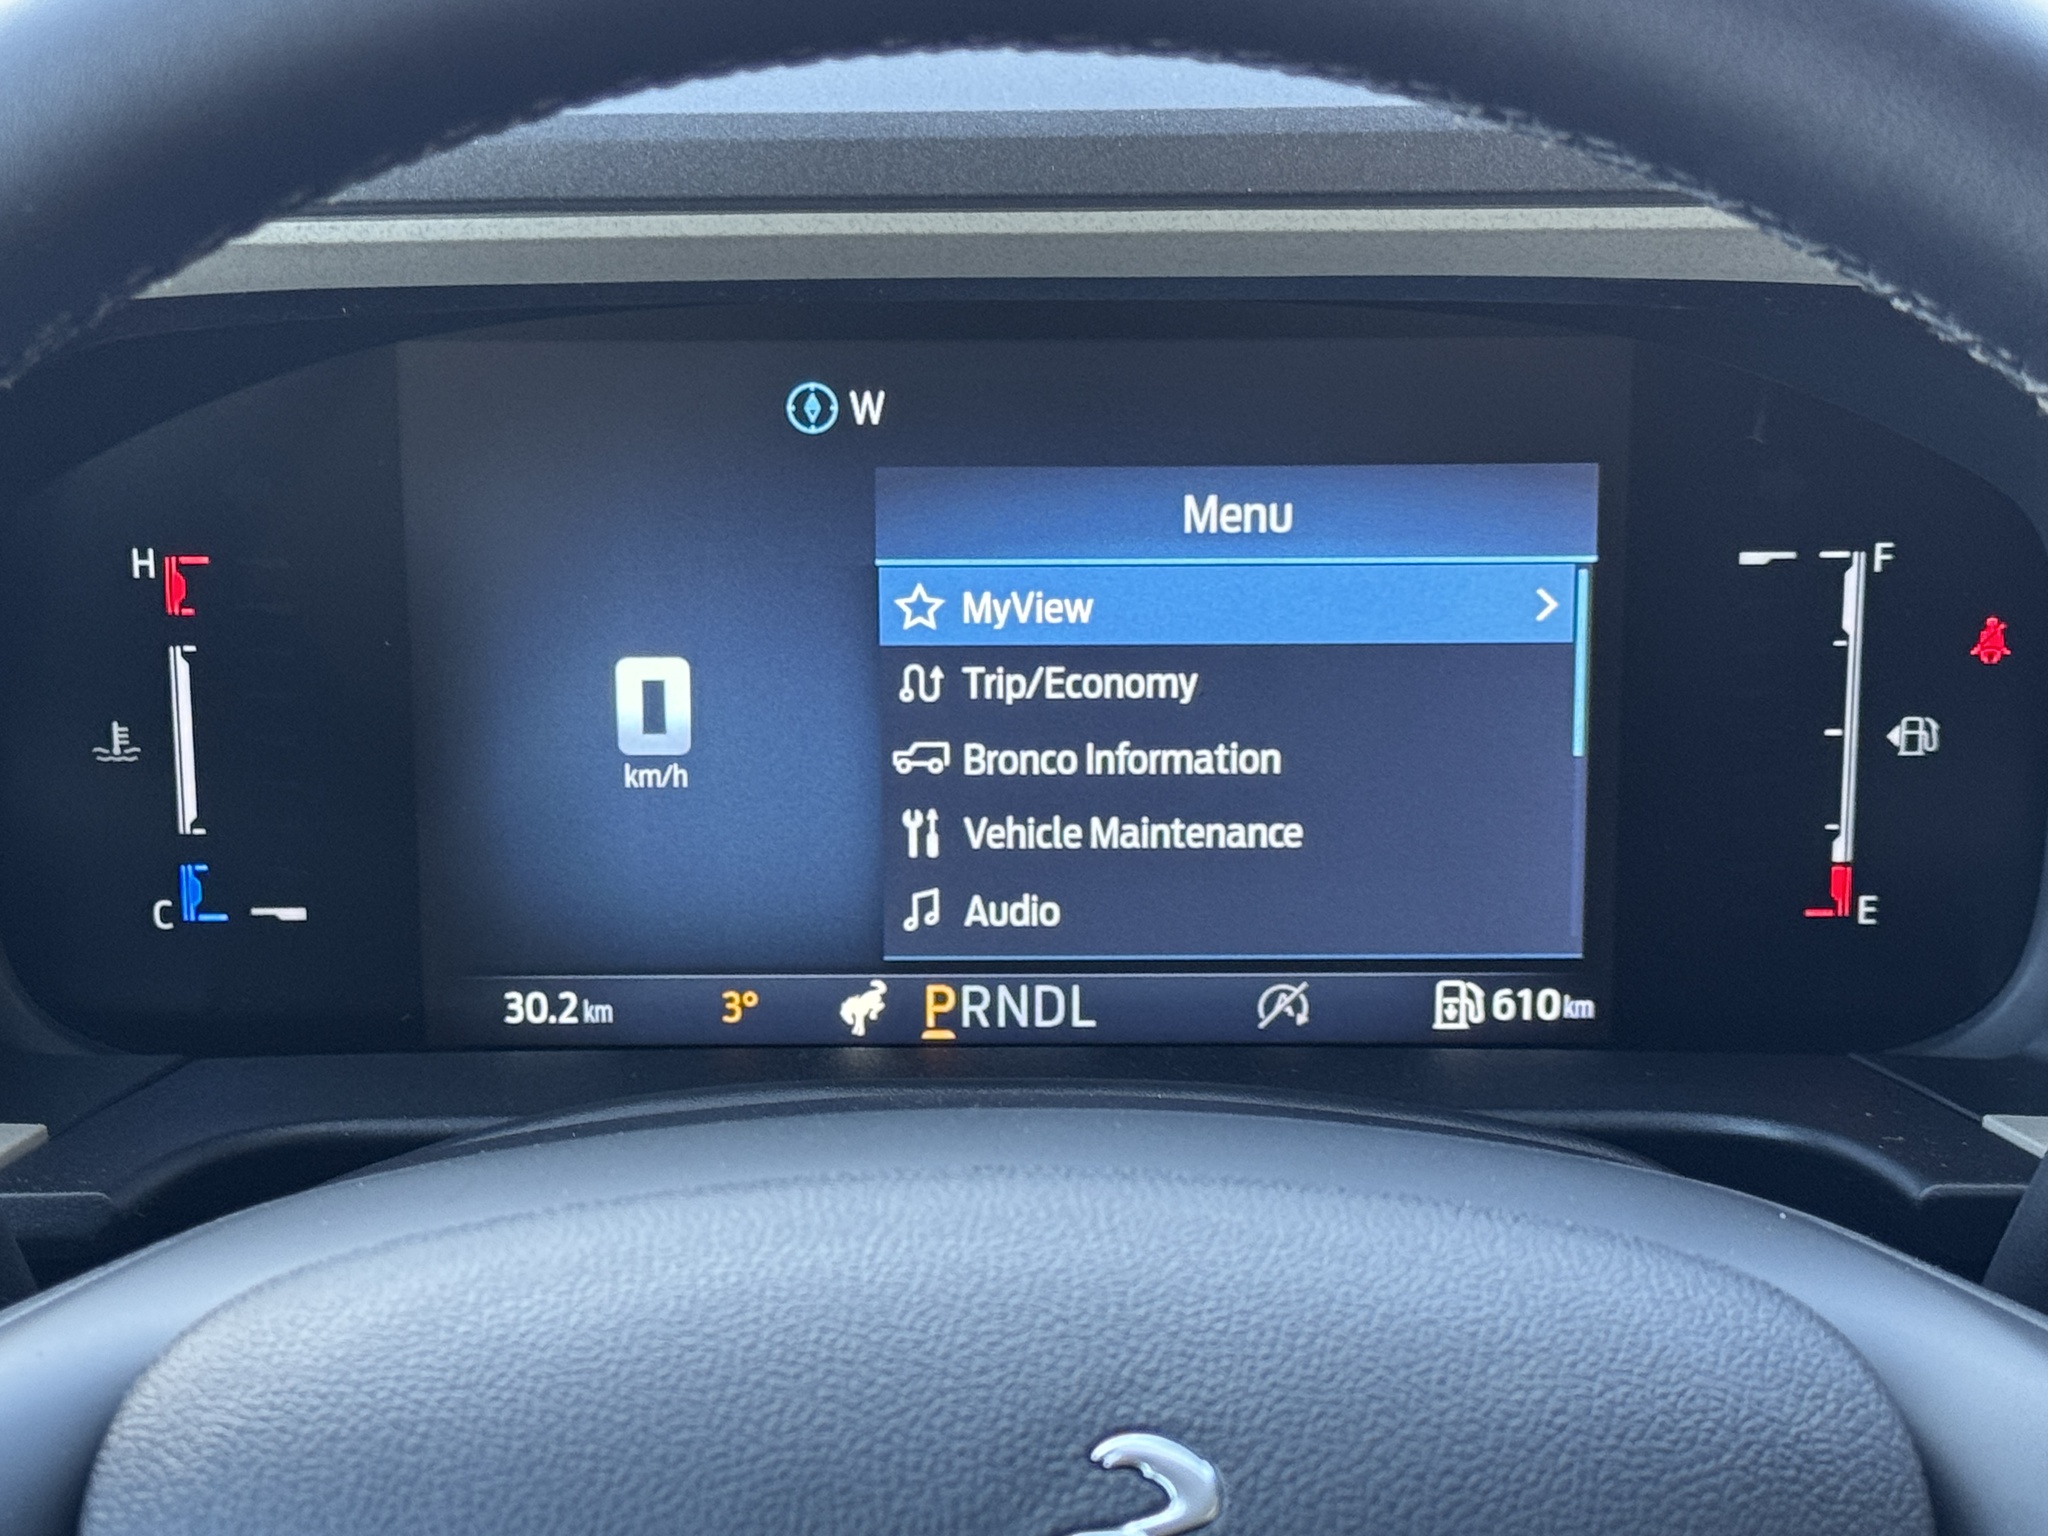 W
Menu
H
F
MyView
Trip/Economy
0
km/h
Bronco Information
Vehicle Maintenance
C
Audio
E
30.2 km
3°
PRNDL
A
610 km